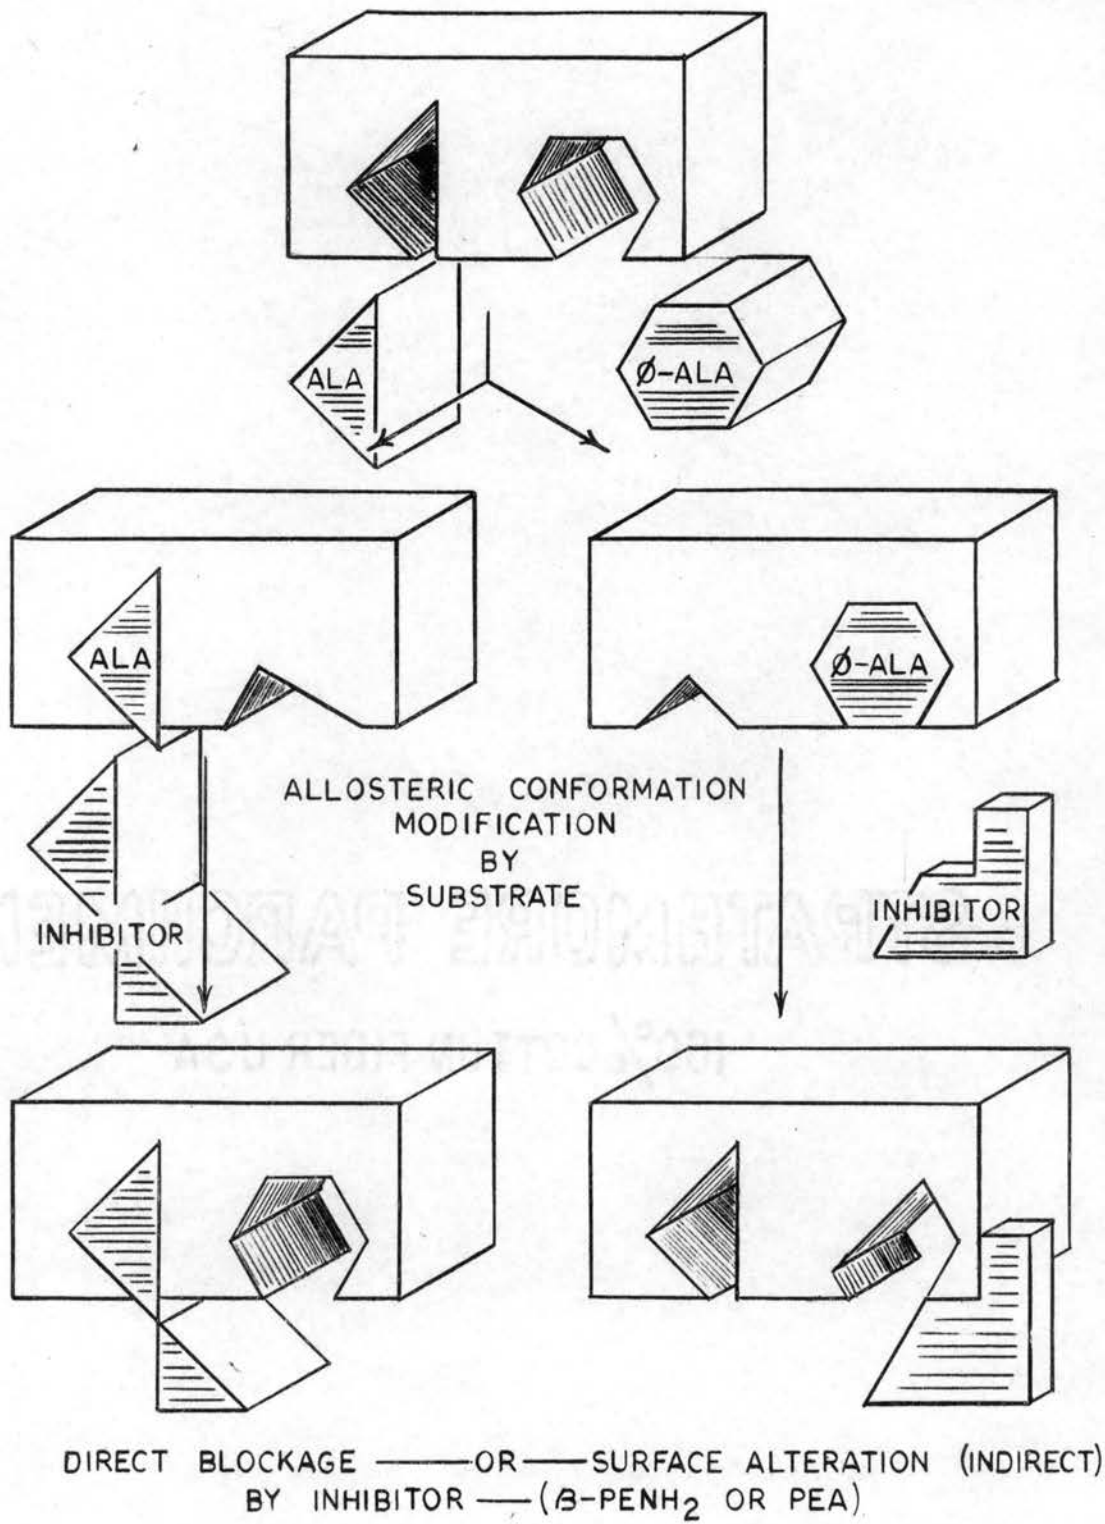 ALA
Ø-ALA
ALA
Ø-ALA
ALLOSTERIC CONFORMATION
MODIFICATION
BY
SUBSTRATE
INHIBITOR
INHIBITOR
DIRECT BLOCKAGE —— OR —— SURFACE ALTERATION (INDIRECT)
BY INHIBITOR —— (β-PENH₂ OR PEA)